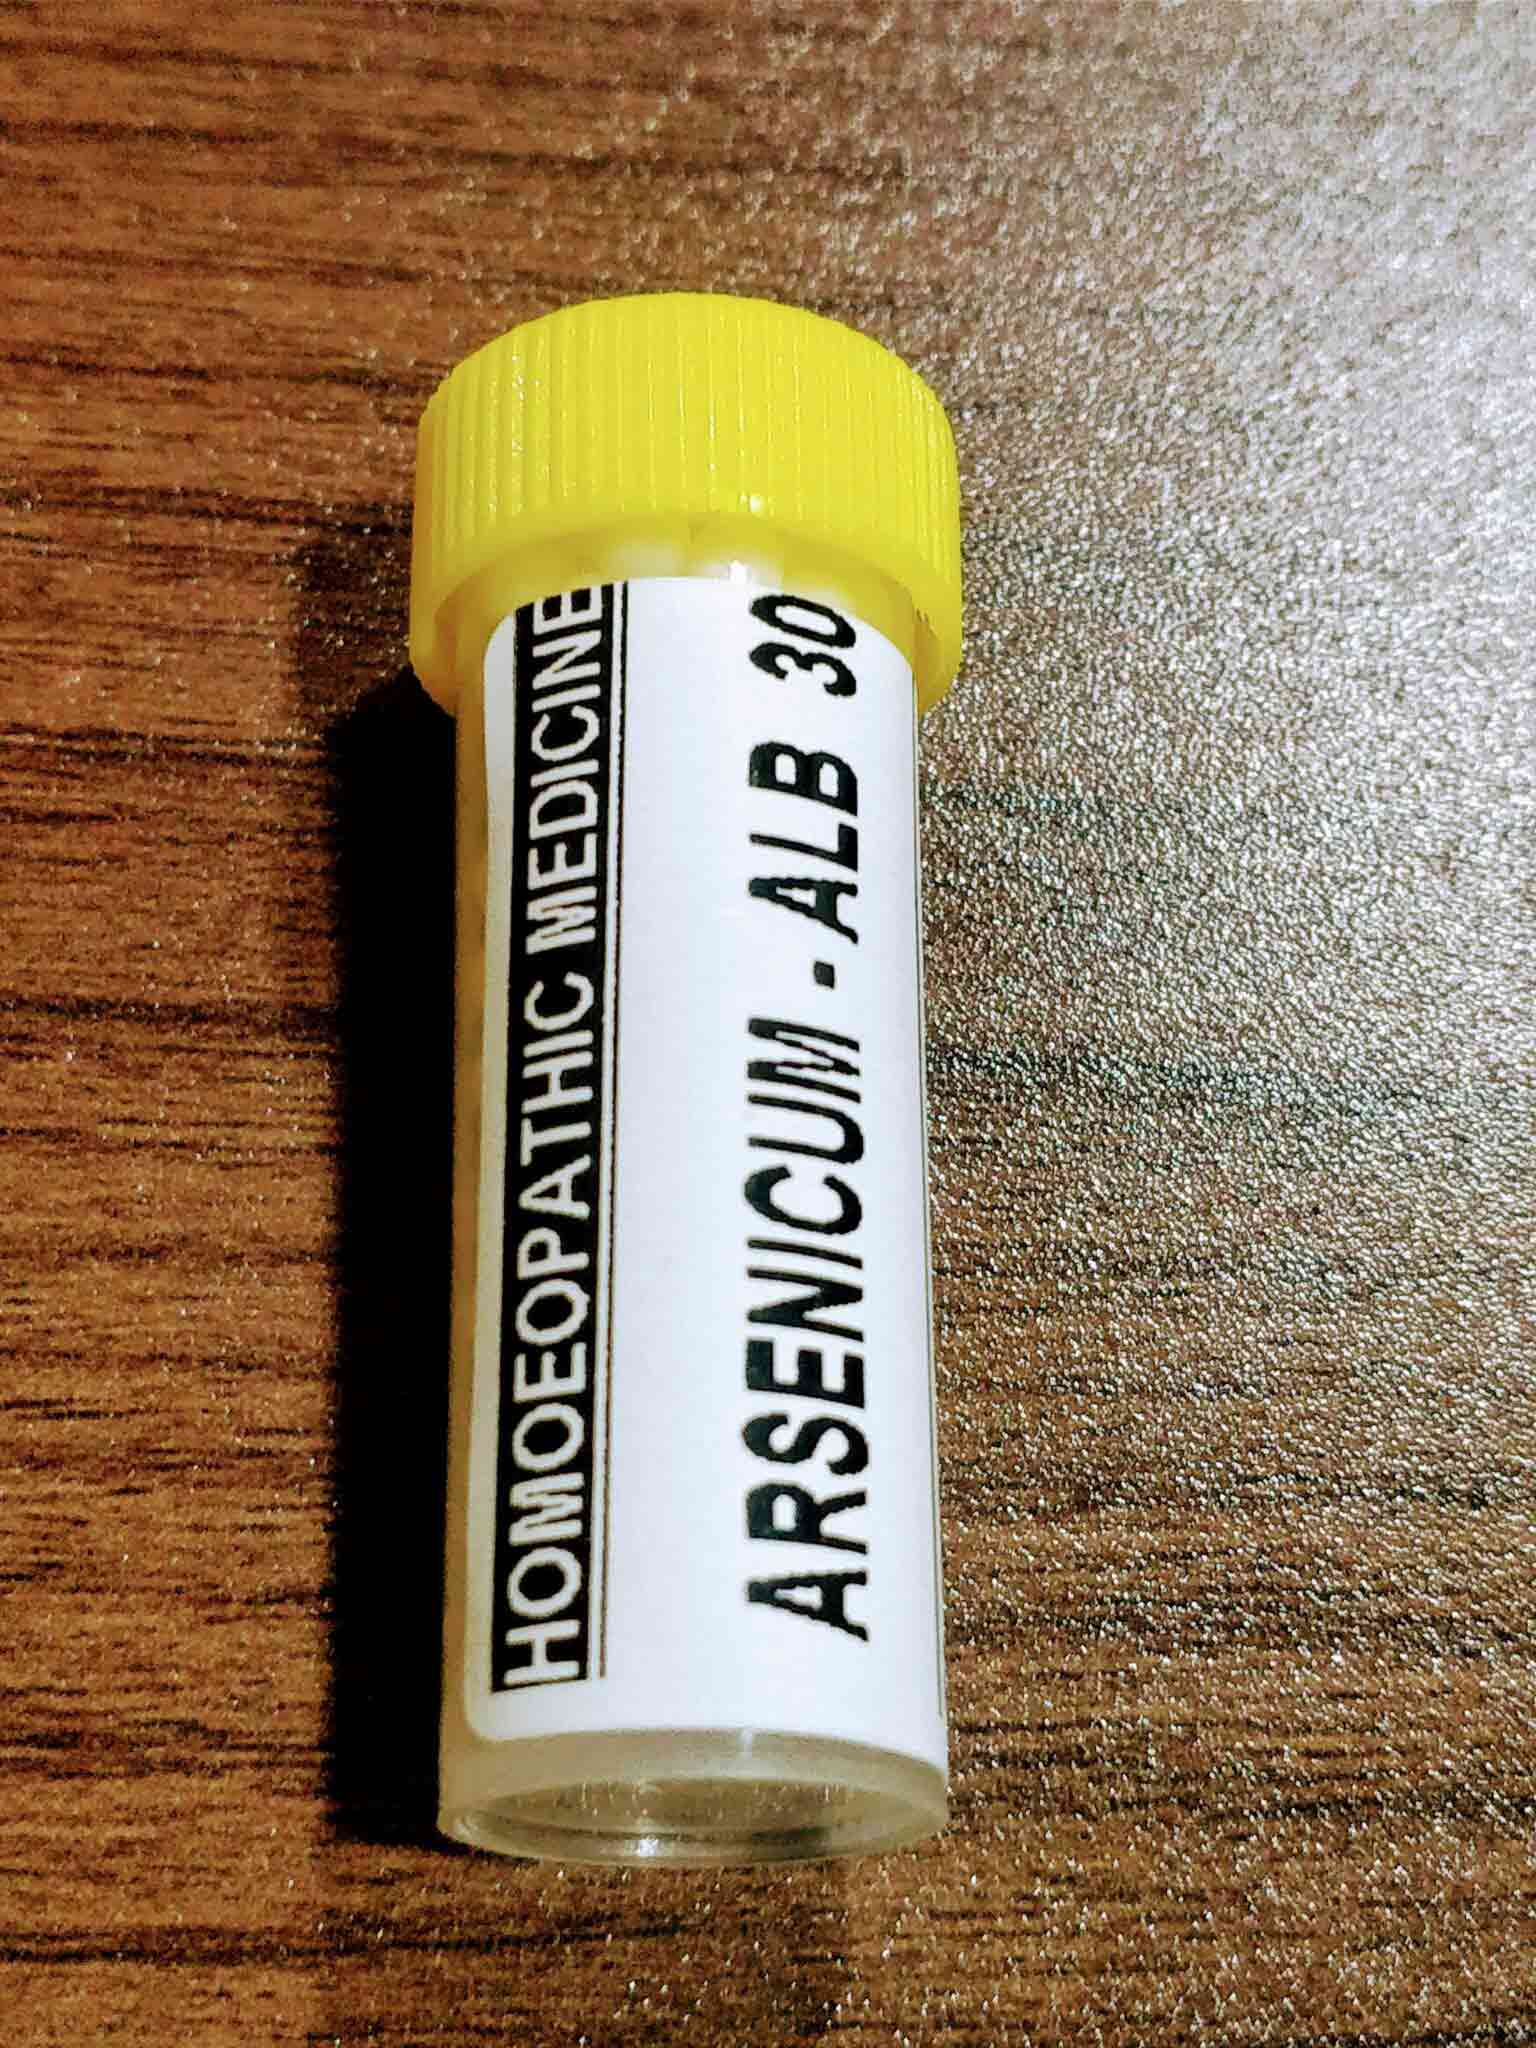 HOMOEOPATHIC MEDICINE
ARSENICUM - ALB 30